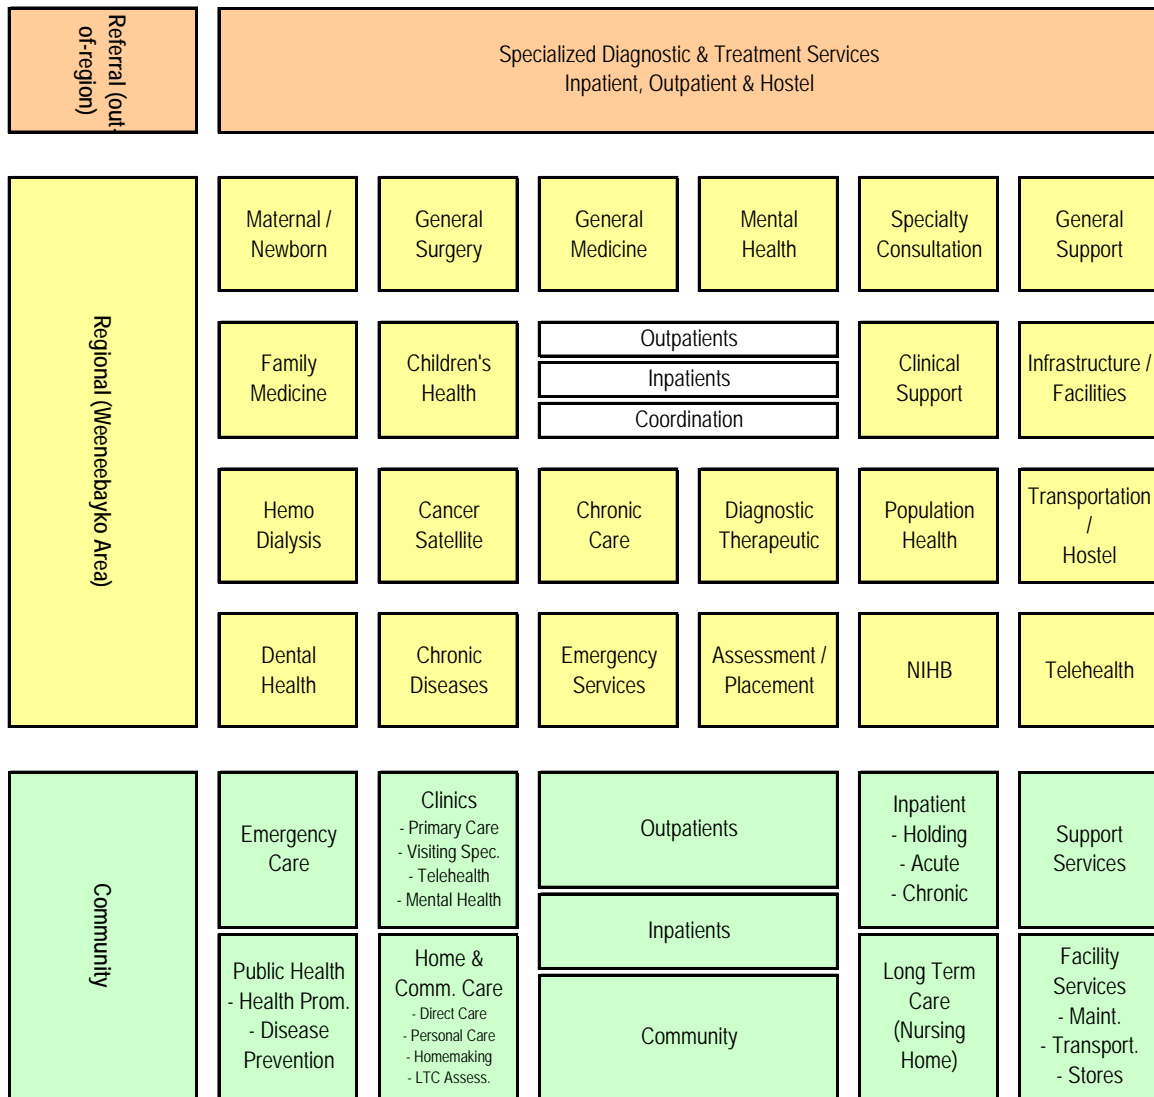 Referral (out-
of-region)
Specialized Diagnostic & Treatment Services
Inpatient, Outpatient & Hostel
Regional (Weeneebayko Area)
Maternal /
Newborn
General
Surgery
General
Medicine
Mental
Health
Specialty
Consultation
General
Support
Family
Medicine
Children's
Health
Outpatients
Inpatients
Coordination
Clinical
Support
Infrastructure /
Facilities
Hemo
Dialysis
Cancer
Satellite
Chronic
Care
Diagnostic
Therapeutic
Population
Health
Transportation
/
Hostel
Dental
Health
Chronic
Diseases
Emergency
Services
Assessment /
Placement
NIHB
Telehealth
Community
Emergency
Care
Clinics
- Primary Care
- Visiting Spec.
- Telehealth
- Mental Health
Outpatients
Inpatient
- Holding
- Acute
- Chronic
Support
Services
Inpatients
Public Health
- Health Prom.
- Disease
Prevention
Home &
Comm. Care
- Direct Care
- Personal Care
- Homemaking
- LTC Assess.
Community
Long Term
Care
(Nursing
Home)
Facility
Services
- Maint.
- Transport.
- Stores